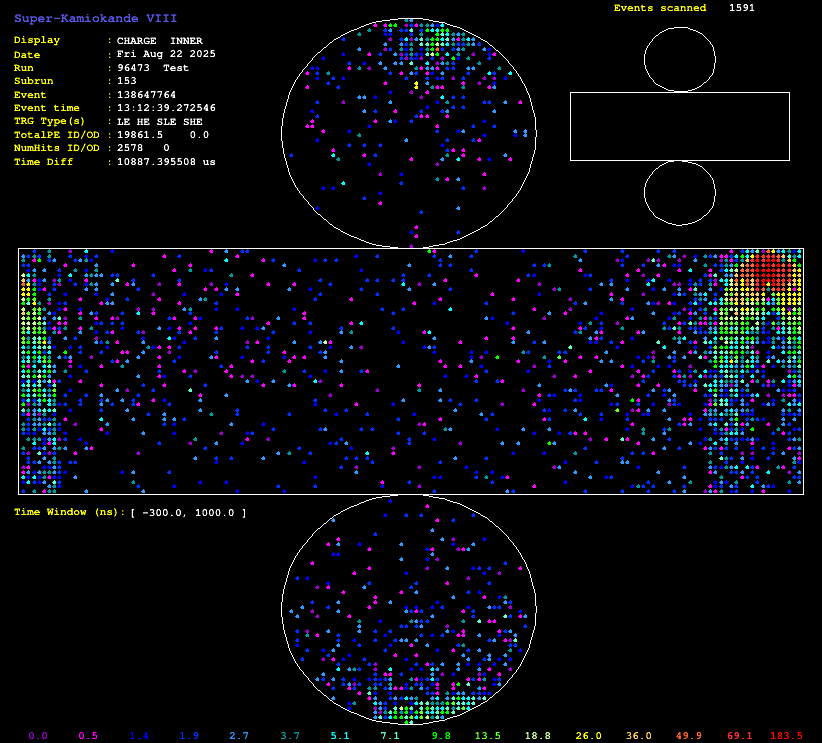 Super-Kamiokande VIII
Events scanned 1591
Display : CHARGE INNER
Date : Fri Aug 22 2025
Run : 96473 Test
Subrun : 153
Event : 138647764
Event time : 13:12:39.272546
TRG Type(s) : LE HE SLE SHE
TotalPE ID/OD : 19861.5 0.0
NumHits ID/OD : 2578 0
Time Diff : 10887.395508 us
Time Window (ns): [ -300.0, 1000.0 ]
0.0 0.5 1.4 1.9 2.7 3.7 5.1 7.1 9.8 13.5 18.8 26.0 36.0 49.9 69.1 183.5